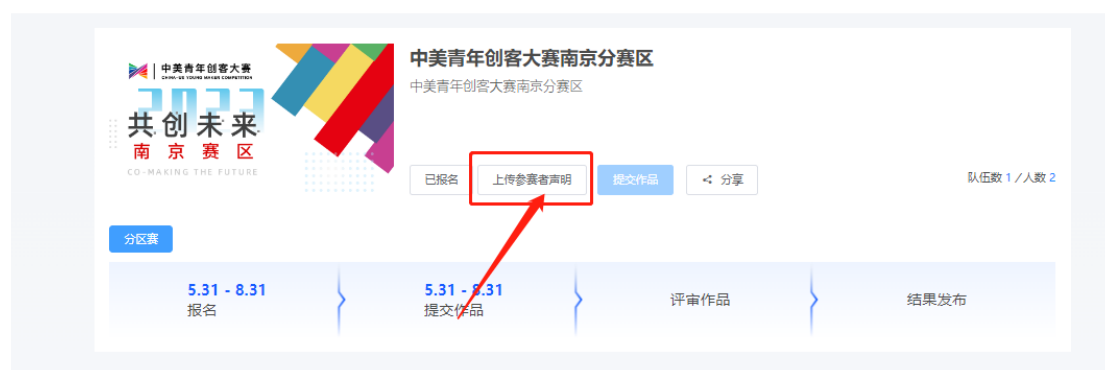 中美青年创客大赛
CHINA-US YOUNG MAKER COMPETITION
2023
共创未来
南京赛区
CO-MAKING THE FUTURE
中美青年创客大赛南京分赛区
中美青年创客大赛南京分赛区
已报名 上传参赛者声明 提交作品 分享
队伍数 1 / 人数 2
分区赛
5.31 - 8.31
报名
5.31 - 8.31
提交作品
评审作品
结果发布